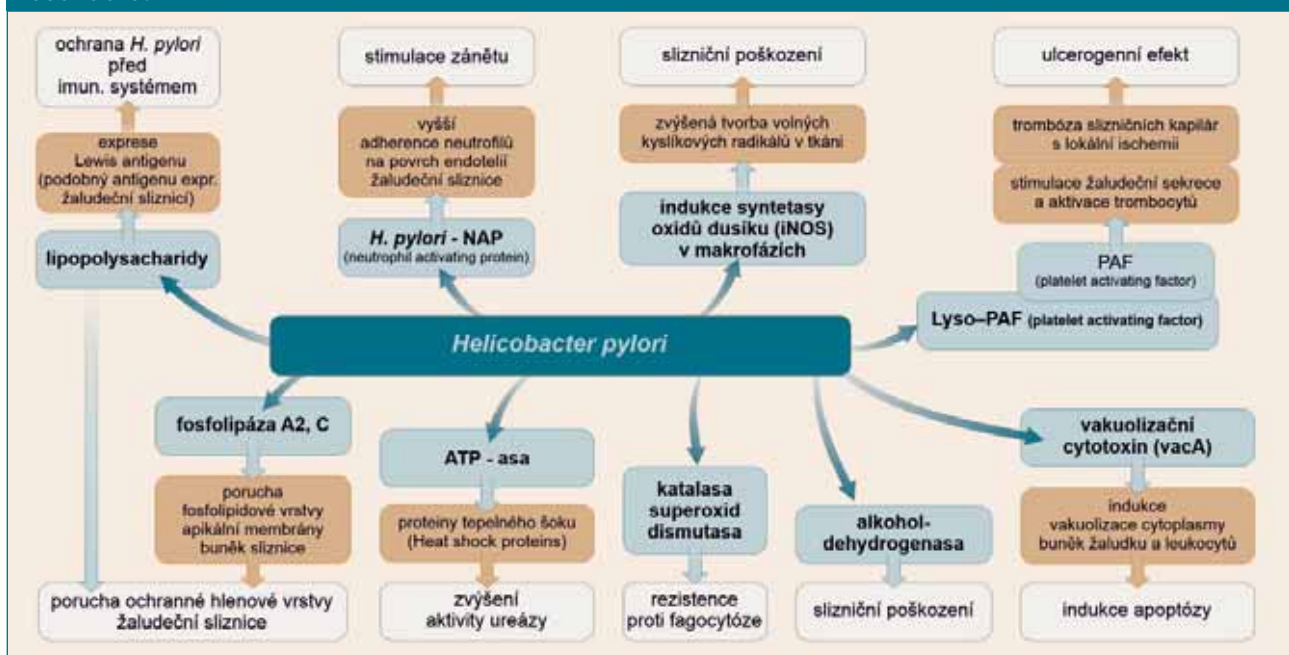 ochrana H. pylori
před
imun. systémem
stimulace zánětu
slizniční poškození
ulcerogenní efekt
exprese
Lewis antigenu
(podobný antigenu expr.
žaludeční sliznicí)
vyšší
adherence neutrofilů
na povrch endotelií
žaludeční sliznice
zvýšená tvorba volných
kyslíkových radikálů v tkáni
trombóza slizničních kapilár
s lokální ischemií
stimulace žaludeční sekrece
a aktivace trombocytů
lipopolysacharidy
H. pylori - NAP
(neutrophil activating protein)
indukce syntetasy
oxidů dusíku (iNOS)
v makrofázích
PAF
(platelet activating factor)
Lyso–PAF (platelet activating factor)
Helicobacter pylori
fosfolipáza A2, C
ATP - asa
katalasa
superoxid
dismutasa
alkohol-
dehydrogenasa
vakuolizační
cytotoxin (vacA)
porucha
fosfolipidové vrstvy
apikální membrány
buněk sliznice
proteiny tepelného šoku
(Heat shock proteins)
indukce
vakuolizace cytoplasmy
buněk žaludku a leukocytů
porucha ochranné hlenové vrstvy
žaludeční sliznice
zvýšení
aktivity ureázy
rezistence
proti fagocytóze
slizniční poškození
indukce apoptózy